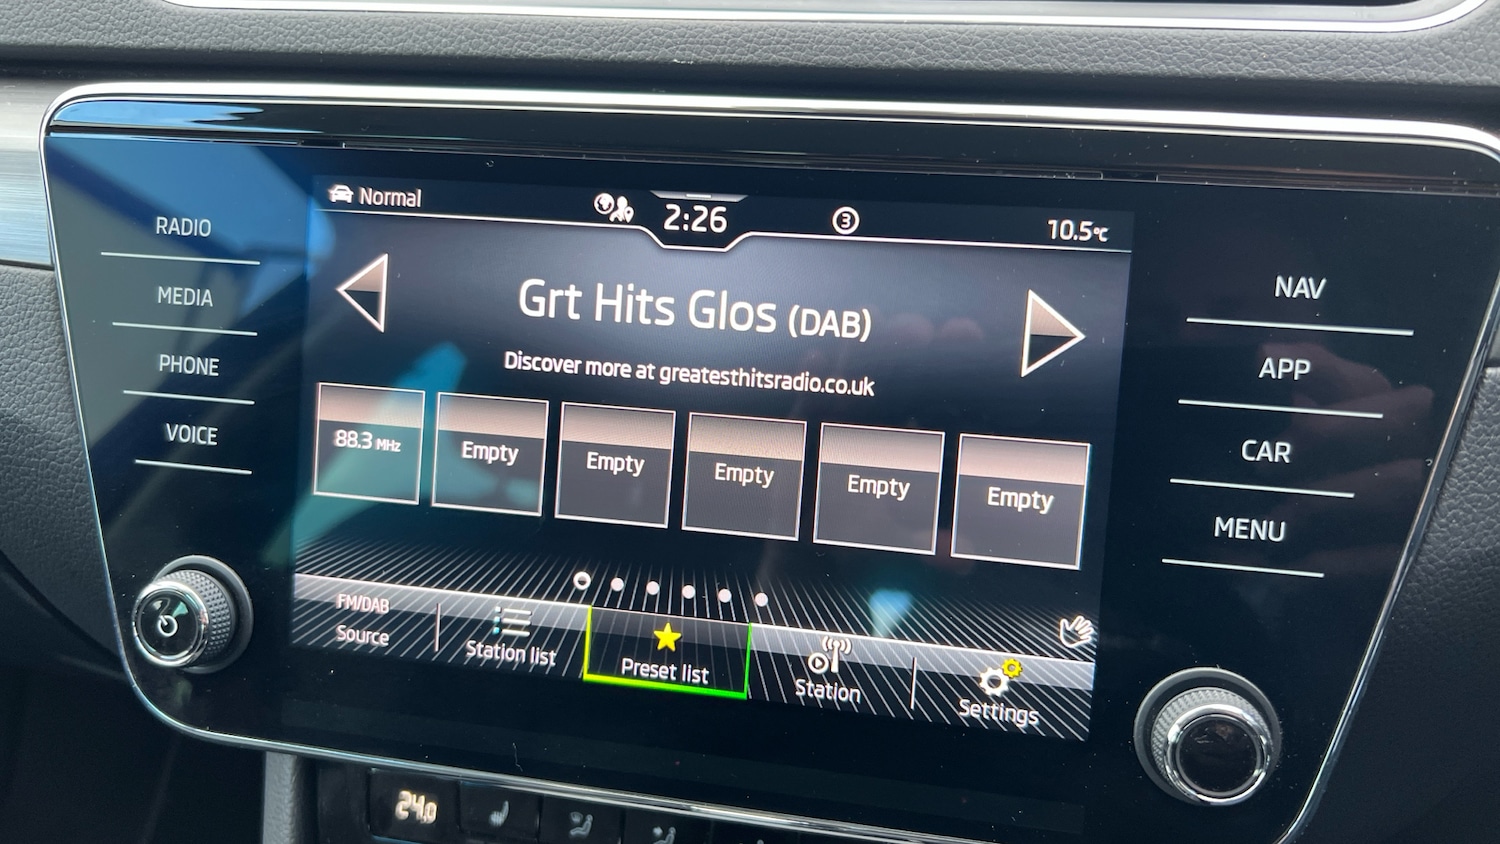 Normal
2:26
3
10.5°C
RADIO
MEDIA
PHONE
VOICE
Grt Hits Glos (DAB)
Discover more at greatesthitsradio.co.uk
88.3 MHz
Empty
Empty
Empty
Empty
Empty
FM/DAB
Source
Station list
Preset list
Station
Settings
NAV
APP
CAR
MENU
24.0